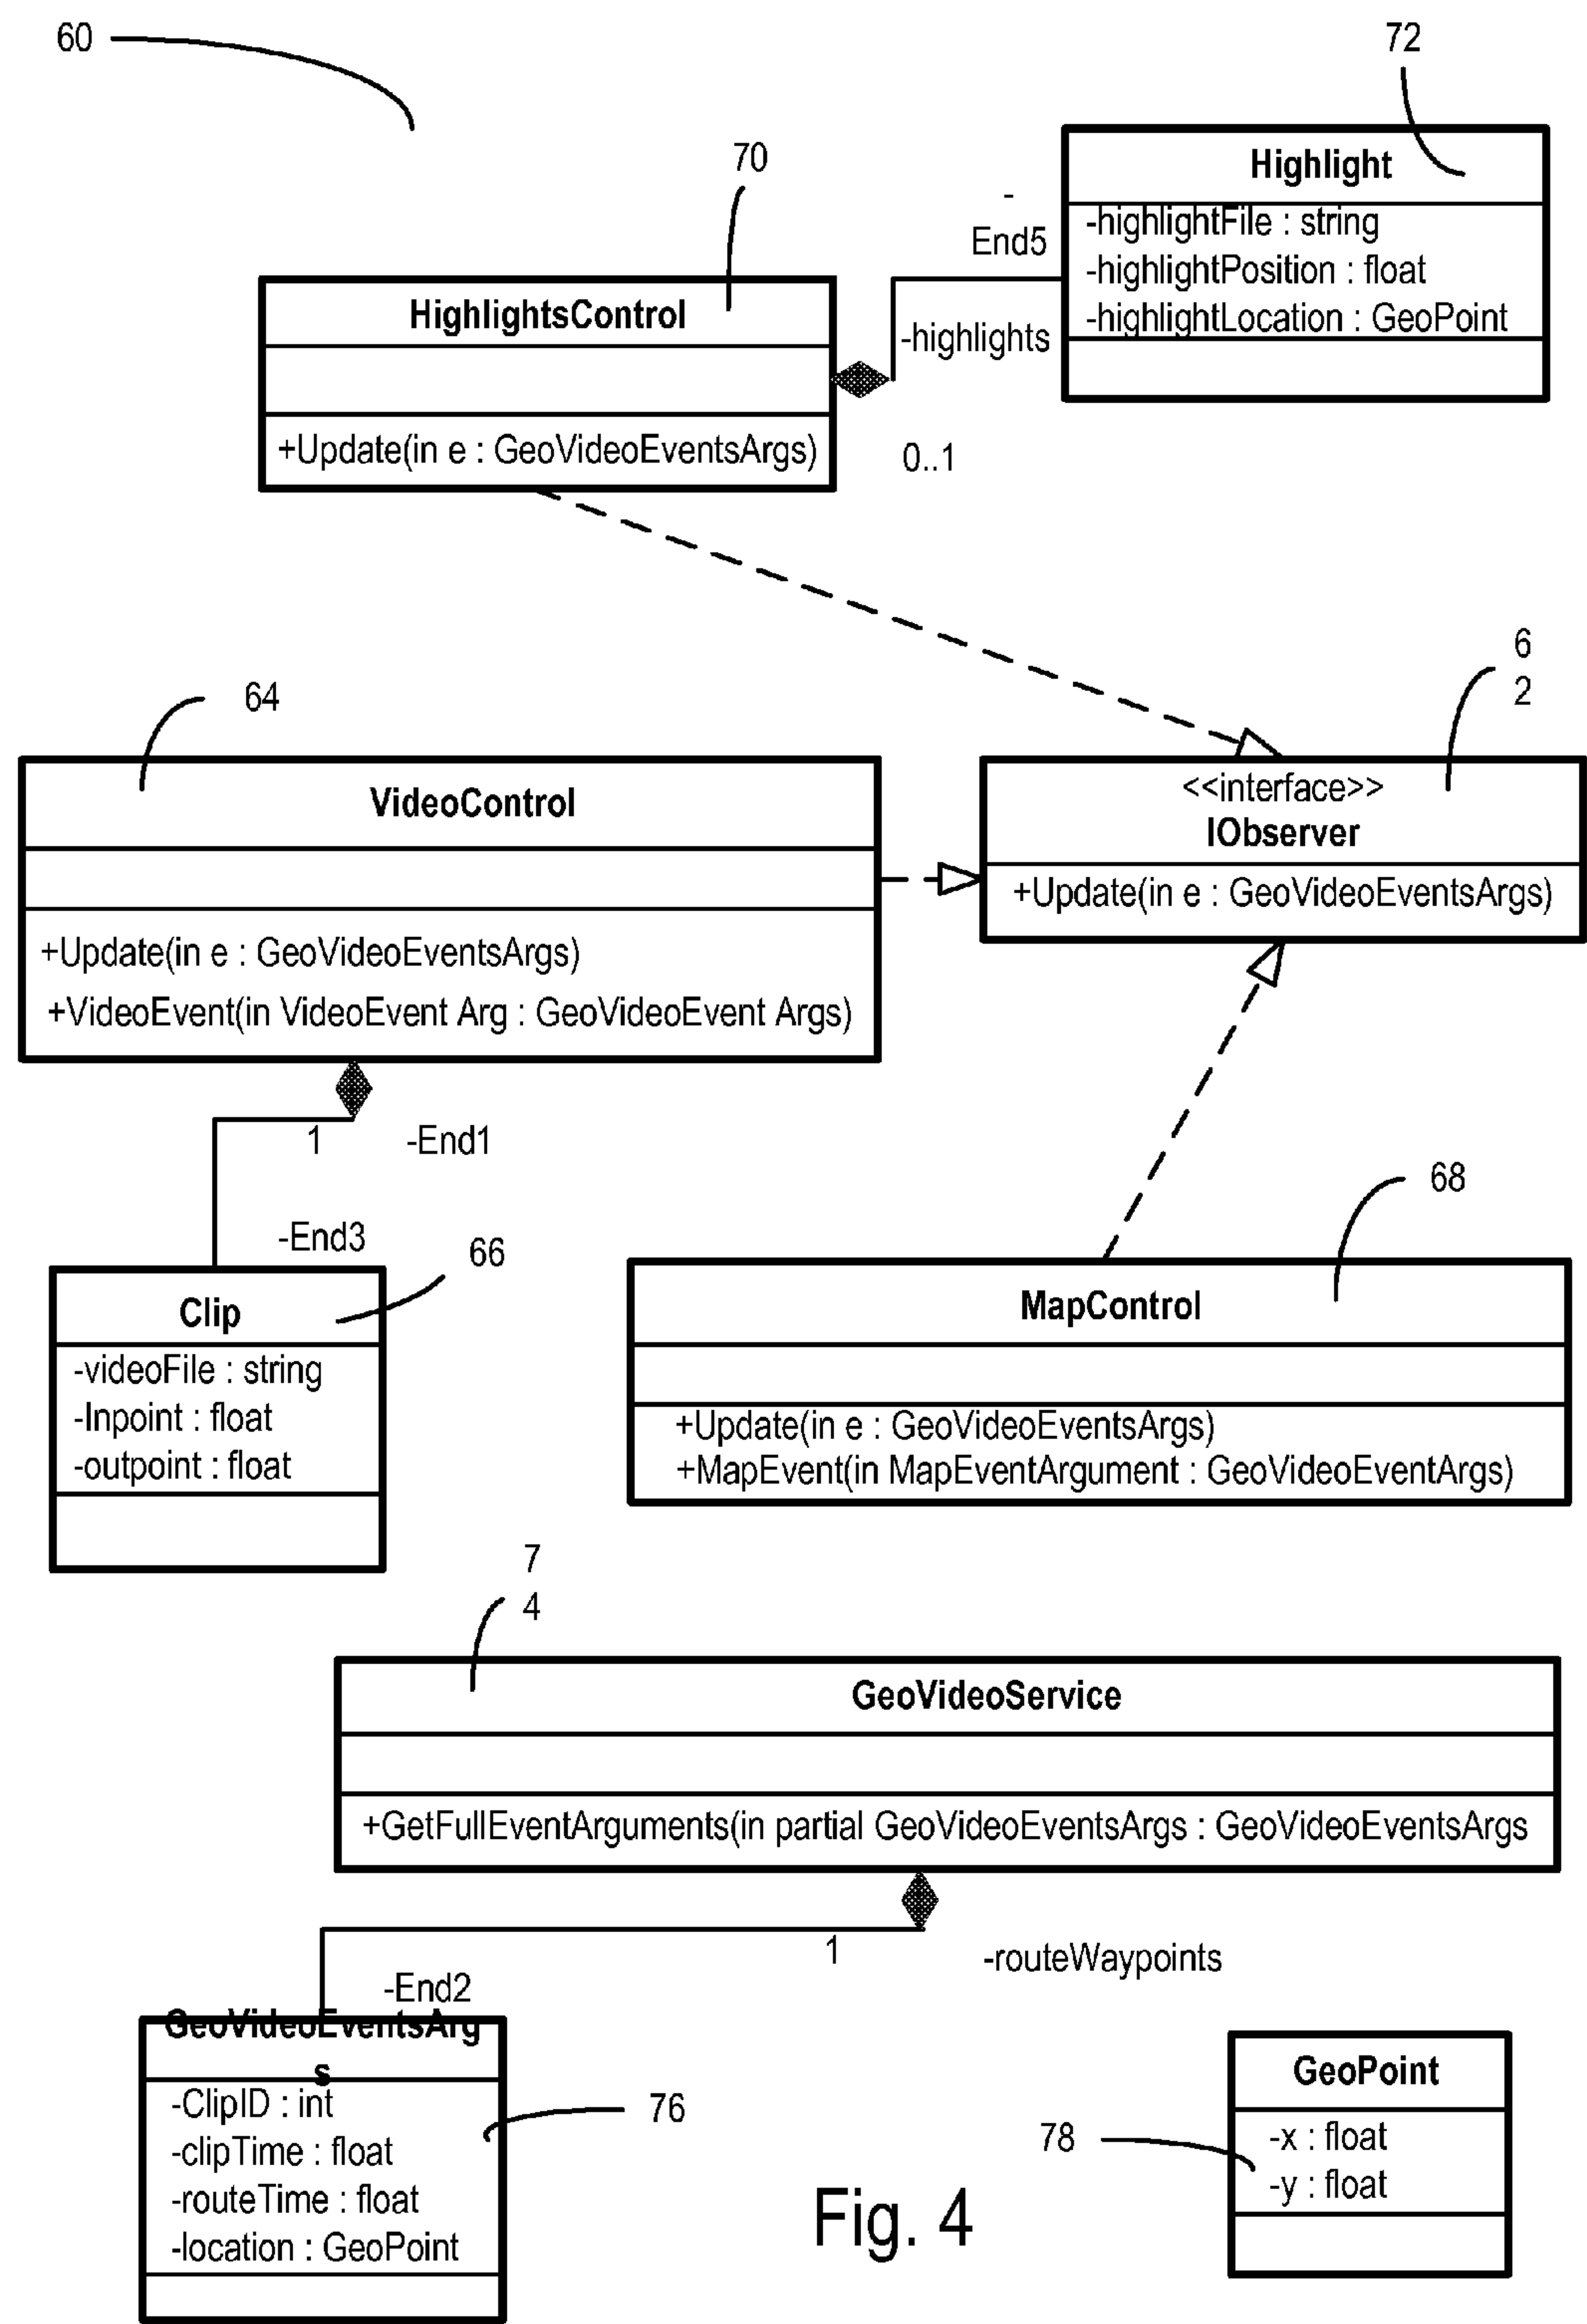 60
72
70
Highlight
-highlightFile : string
-highlightPosition : float
-highlightLocation : GeoPoint
-
End5
-highlights
0..1
HighlightsControl
+Update(in e : GeoVideoEventsArgs)
6
2
64
VideoControl
+Update(in e : GeoVideoEventsArgs)
+VideoEvent(in VideoEvent Arg : GeoVideoEvent Args)
<<interface>>
IObserver
+Update(in e : GeoVideoEventsArgs)
1
-End1
-End3
66
68
Clip
-videoFile : string
-Inpoint : float
-outpoint : float
MapControl
+Update(in e : GeoVideoEventsArgs)
+MapEvent(in MapEventArgument : GeoVideoEventArgs)
7
4
GeoVideoService
+GetFullEventArguments(in partial GeoVideoEventsArgs : GeoVideoEventsArgs
1
-routeWaypoints
-End2
GeoVideoEventsArg
s
-ClipID : int
-clipTime : float
-routeTime : float
-location : GeoPoint
76
78
GeoPoint
-x : float
-y : float
Fig. 4